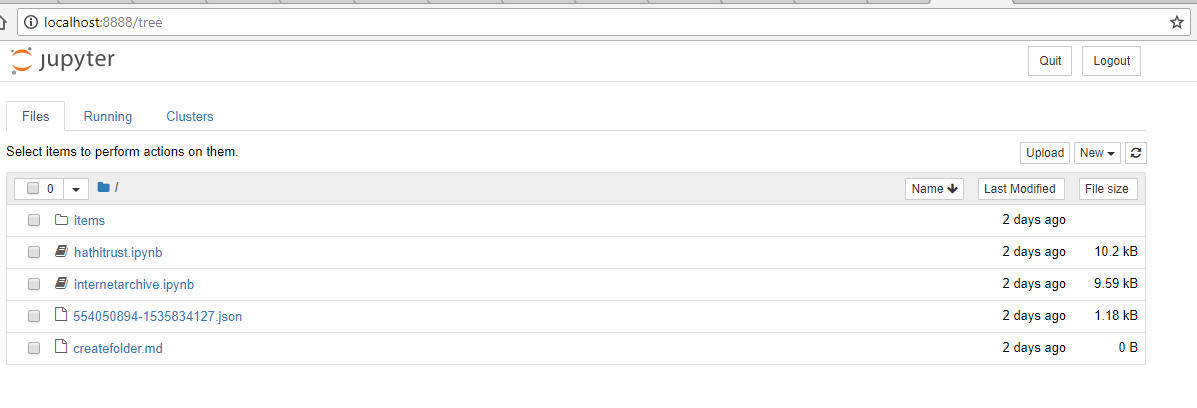 localhost:8888/tree
jupyter
Quit Logout
Files Running Clusters
Select items to perform actions on them.
Upload New
0 / Name Last Modified File size
items 2 days ago
hathitrust.ipynb 2 days ago 10.2 kB
internetarchive.ipynb 2 days ago 9.59 kB
554050894-1535834127.json 2 days ago 1.18 kB
createfolder.md 2 days ago 0 B